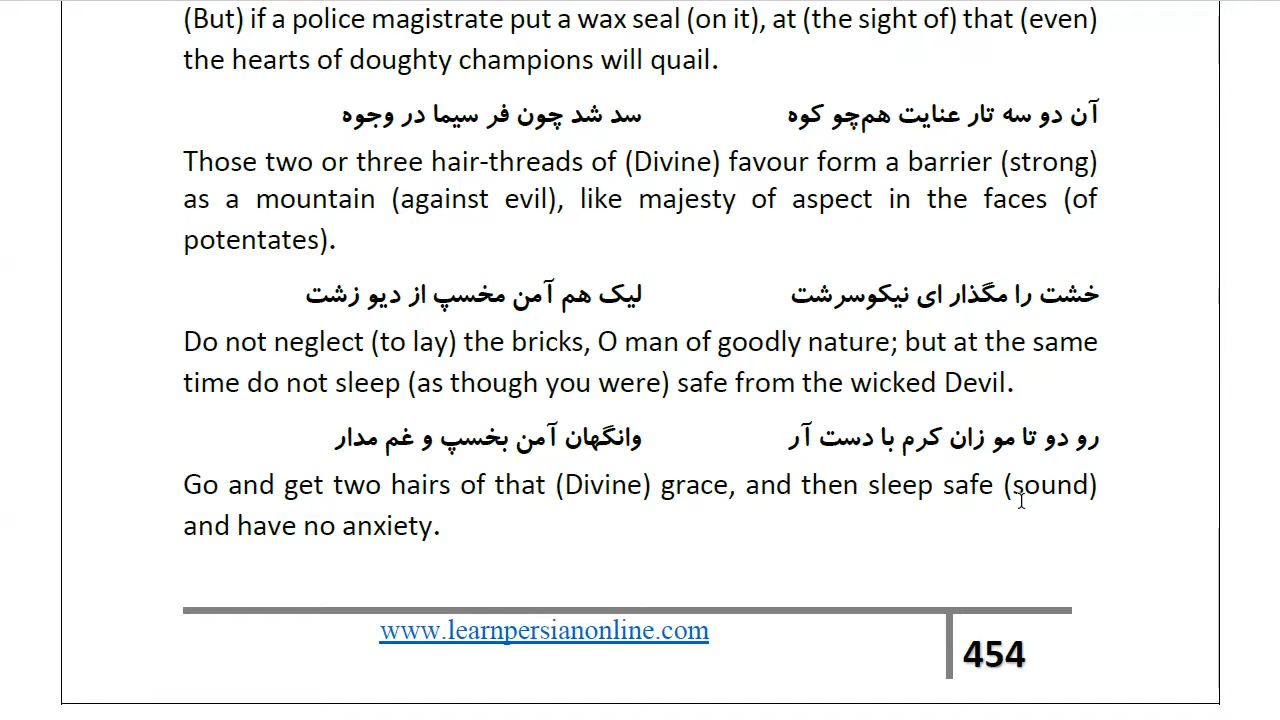 (But) if a police magistrate put a wax seal (on it), at (the sight of) that (even)
the hearts of doughty champions will quail.
آن دو سه تار عنایت هم‌چو کوه سد شد چون فر سیما در وجوه
Those two or three hair-threads of (Divine) favour form a barrier (strong)
as a mountain (against evil), like majesty of aspect in the faces (of
potentates).
خشت را مگذار ای نیکوسرشت لیک هم آمن مخسپ از دیو زشت
Do not neglect (to lay) the bricks, O man of goodly nature; but at the same
time do not sleep (as though you were) safe from the wicked Devil.
رو دو تا مو زان کرم با دست آر وانگهان آمن بخسپ و غم مدار
Go and get two hairs of that (Divine) grace, and then sleep safe (sound)
and have no anxiety.
www.learnpersianonline.com
454